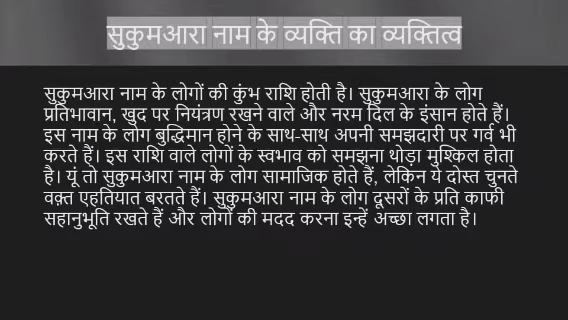 सुकुमआरा नाम के व्यक्ति का व्यक्तित्व
सुकुमआरा नाम के लोगों की कुंभ राशि होती है। सुकुमआरा के लोग
प्रतिभावान, खुद पर नियंत्रण रखने वाले और नरम दिल के इंसान होते हैं।
इस नाम के लोग बुद्धिमान होने के साथ-साथ अपनी समझदारी पर गर्व भी
करते हैं। इस राशि वाले लोगों के स्वभाव को समझना थोड़ा मुश्किल होता
है। यूं तो सुकुमआरा नाम के लोग सामाजिक होते हैं, लेकिन ये दोस्त चुनते
वक़्त एहतियात बरतते हैं। सुकुमआरा नाम के लोग दूसरों के प्रति काफी
सहानुभूति रखते हैं और लोगों की मदद करना इन्हें अच्छा लगता है।